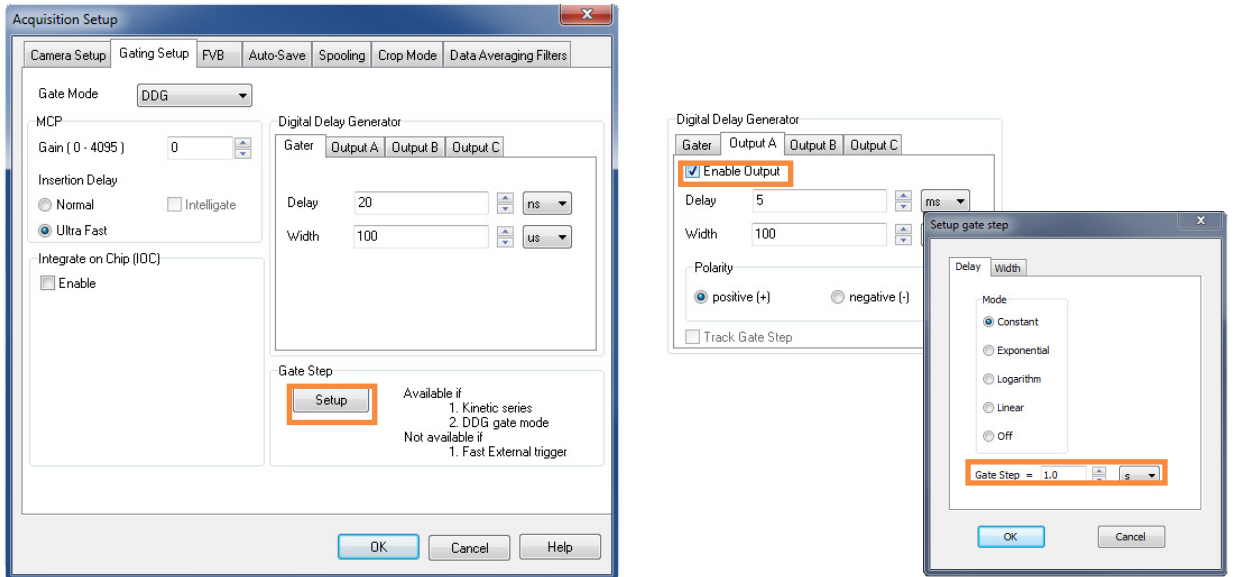 Acquisition Setup
Camera Setup Gating Setup FVB Auto-Save Spooling Crop Mode Data Averaging Filters
Gate Mode DDG
MCP
Gain ( 0 - 4095 ) 0
Insertion Delay
Normal Intelligate
Ultra Fast
Integrate on Chip (IOC)
Enable
Digital Delay Generator
Gater Output A Output B Output C
Delay 20 ns
Width 100 us
Gate Step
Setup
Available if
1. Kinetic series
2. DDG gate mode
Not available if
1. Fast External trigger
OK Cancel Help
Digital Delay Generator
Gater Output A Output B Output C
Enable Output
Delay 5 ms
Width 100
Polarity
positive (+) negative (-)
Track Gate Step
Setup gate step
Delay Width
Mode
Constant
Exponential
Logarithm
Linear
Off
Gate Step = 1.0 s
OK Cancel